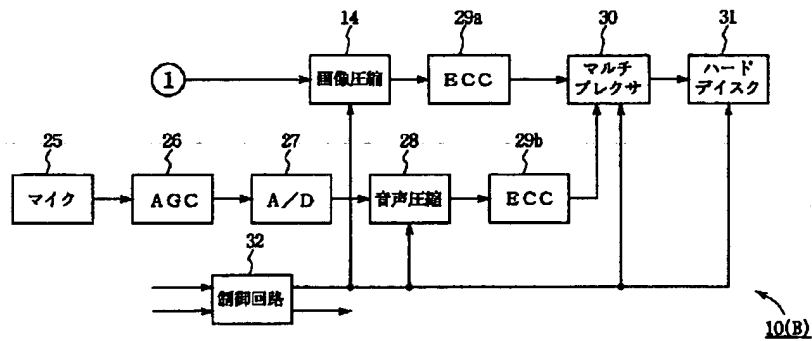 14
29a
30
31
1
画像圧縮
ECC
マルチ
プレクサ
ハード
ディスク
25
26
27
28
29b
マイク
AGC
A/D
音声圧縮
ECC
32
制御回路
10(B)